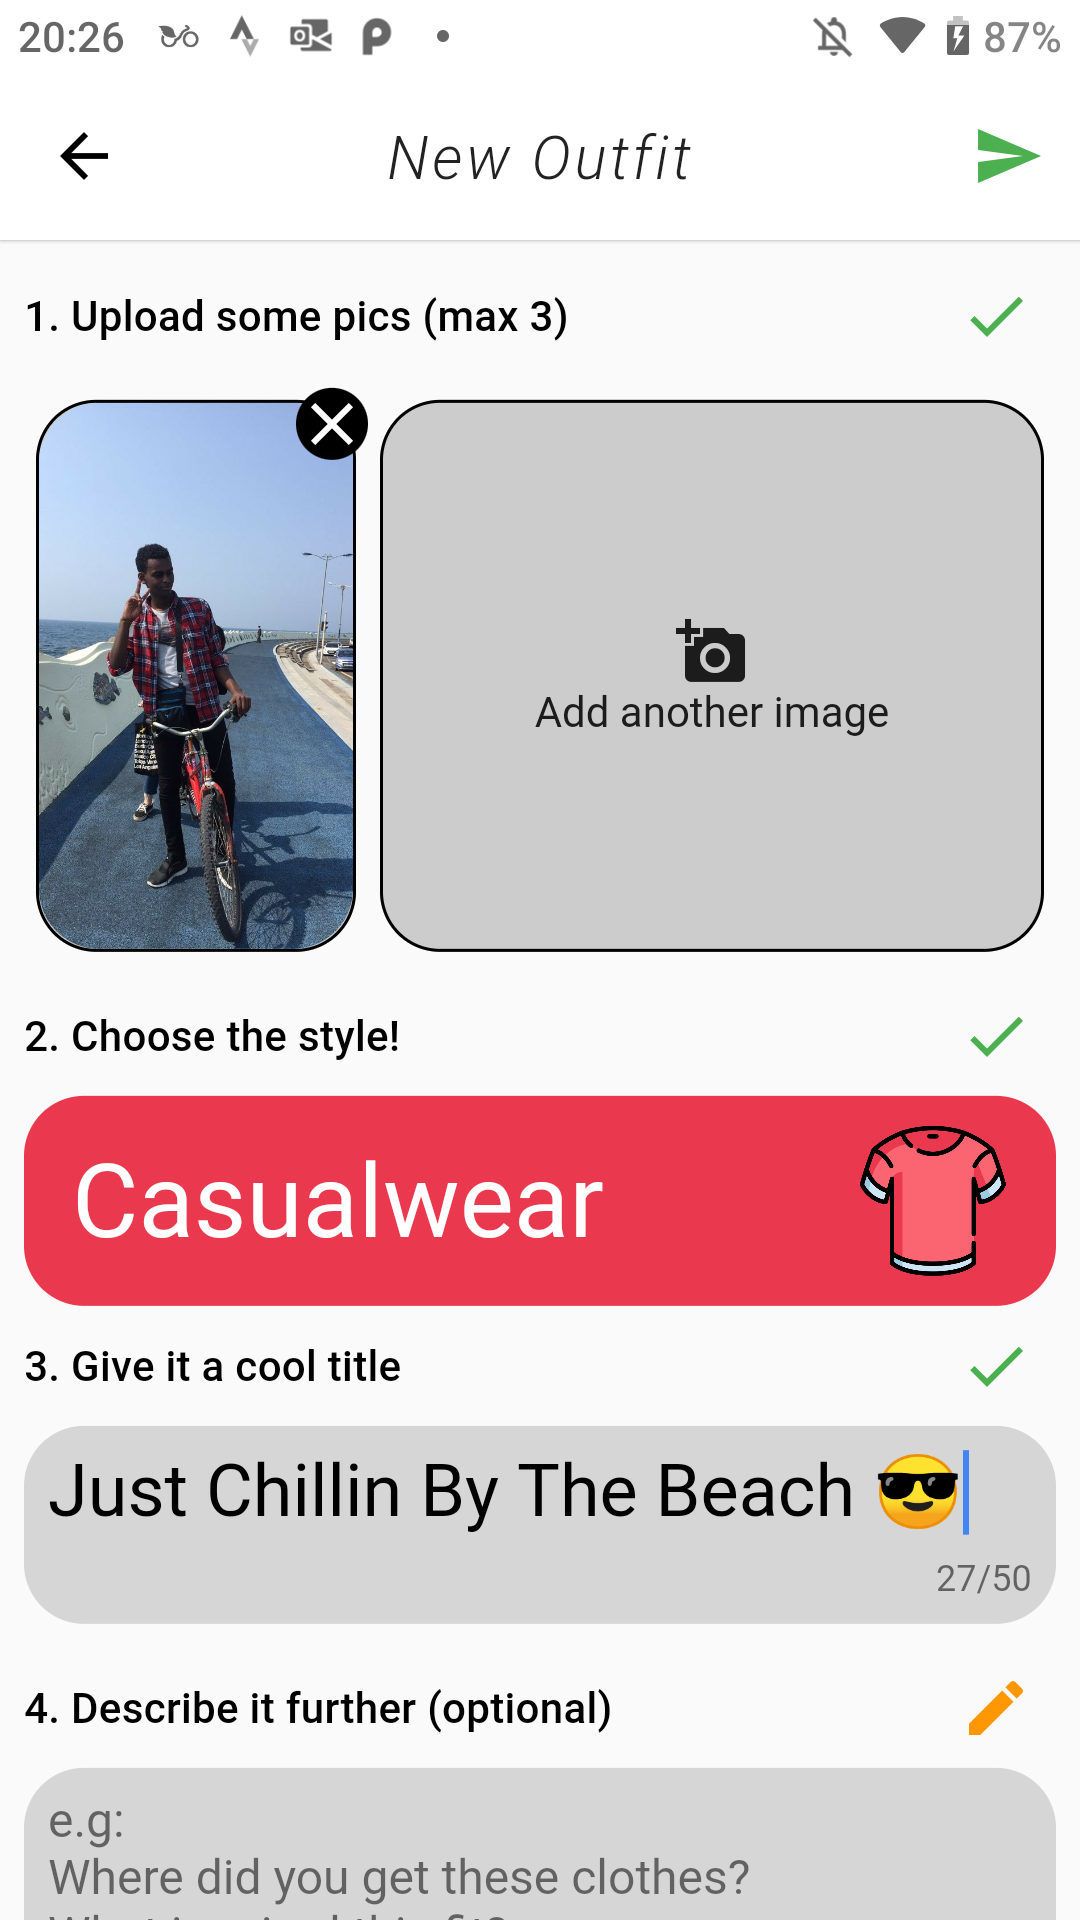 20:26 87%
New Outfit
1. Upload some pics (max 3)
Add another image
2. Choose the style!
Casualwear
3. Give it a cool title
Just Chillin By The Beach 😎
27/50
4. Describe it further (optional)
e.g:
Where did you get these clothes?